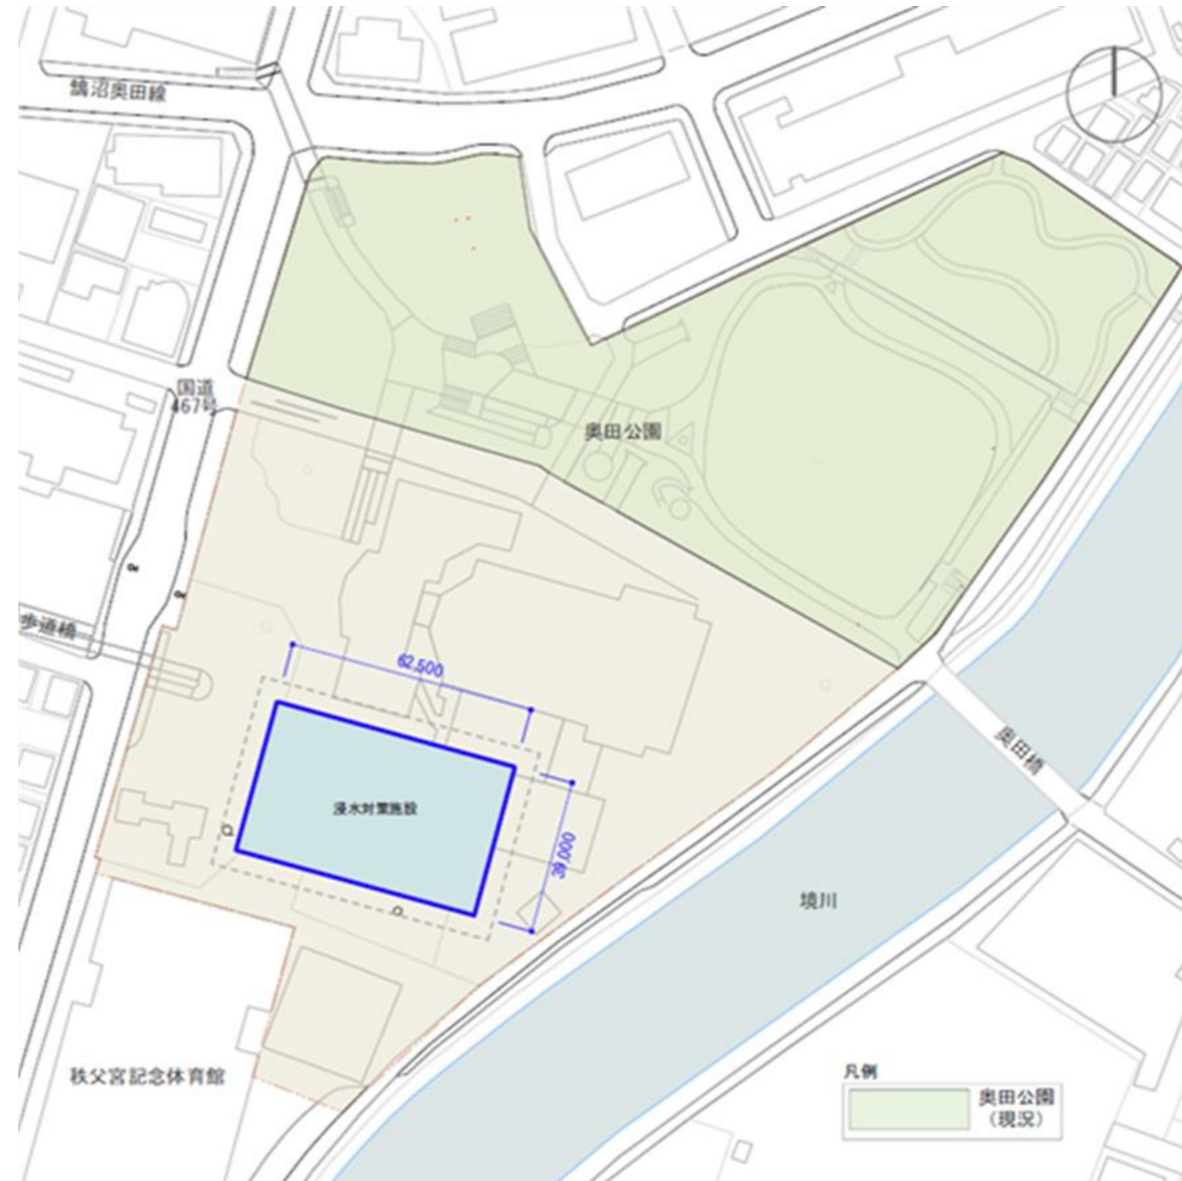 鵠沼奥田線
国道
467号
奥田公園
歩道橋
62,500
浸水対策施設
39,000
奥田橋
境川
秩父宮記念体育館
凡例
奥田公園
(現況)